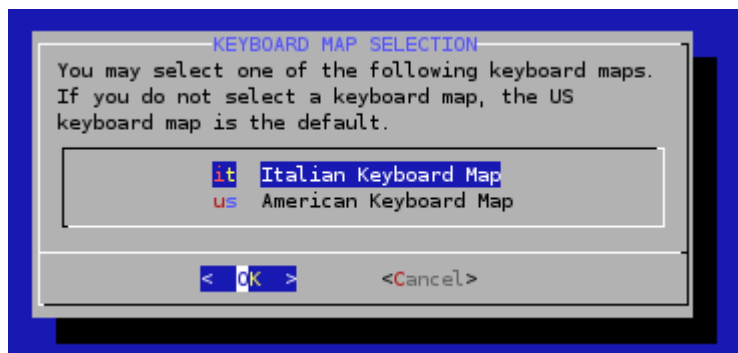 KEYBOARD MAP SELECTION
You may select one of the following keyboard maps.
If you do not select a keyboard map, the US
keyboard map is the default.
it Italian Keyboard Map
us American Keyboard Map
< OK > <Cancel>